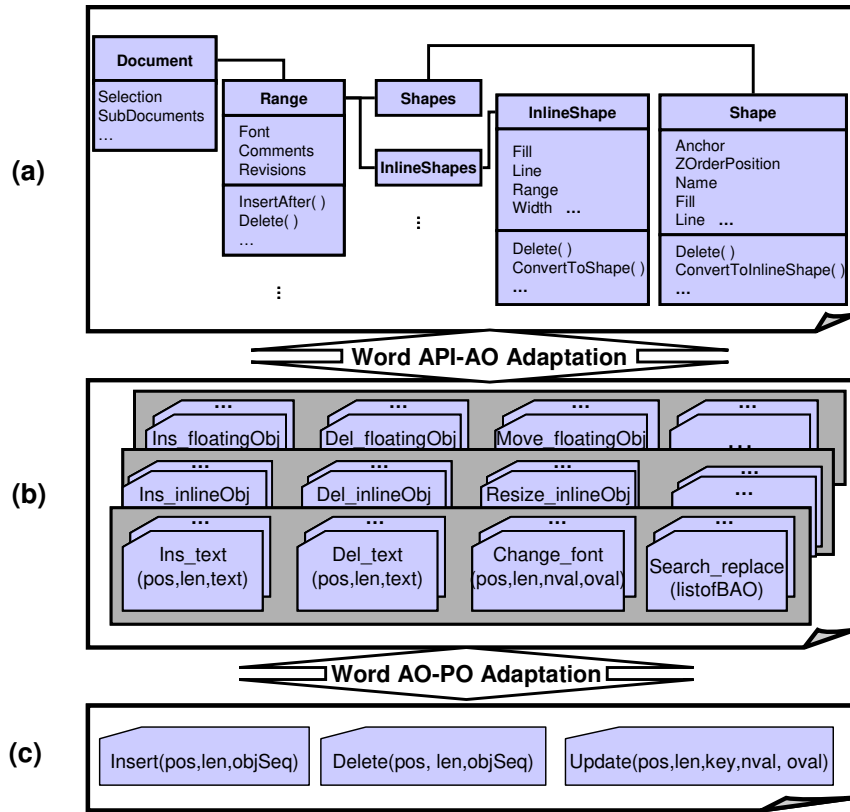 Document
Selection
SubDocuments
...
Range
Font
Comments
Revisions
InsertAfter( )
Delete( )
...
...
Shapes
InlineShapes
...
InlineShape
Fill
Line
Range
Width ...
Delete( )
ConvertToShape( )
...
Shape
Anchor
ZOrderPosition
Name
Fill
Line ...
Delete( )
ConvertToInlineShape( )
...
(a)
Word API-AO Adaptation
(b)
... ... ... ...
Ins_floatingObj Del_floatingObj Move_floatingObj ...
... ... ... ...
Ins_inlineObj Del_inlineObj Resize_inlineObj ...
... ... ... ...
Ins_text
(pos,len,text)
Del_text
(pos,len,text)
Change_font
(pos,len,nval,oval)
Search_replace
(listofBAO)
Word AO-PO Adaptation
(c)
Insert(pos,len,objSeq)
Delete(pos, len,objSeq)
Update(pos,len,key,nval, oval)